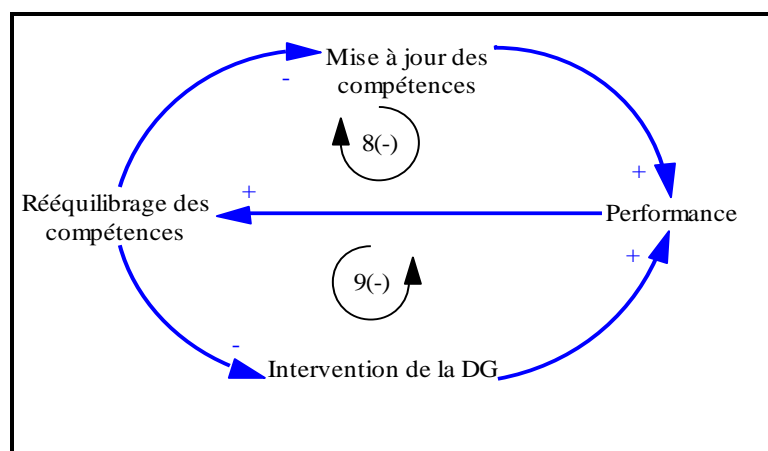 Mise à jour des
compétences
-
8(-)
+
+
Rééquilibrage des
compétences
Performance
+
9(-)
-
Intervention de la DG